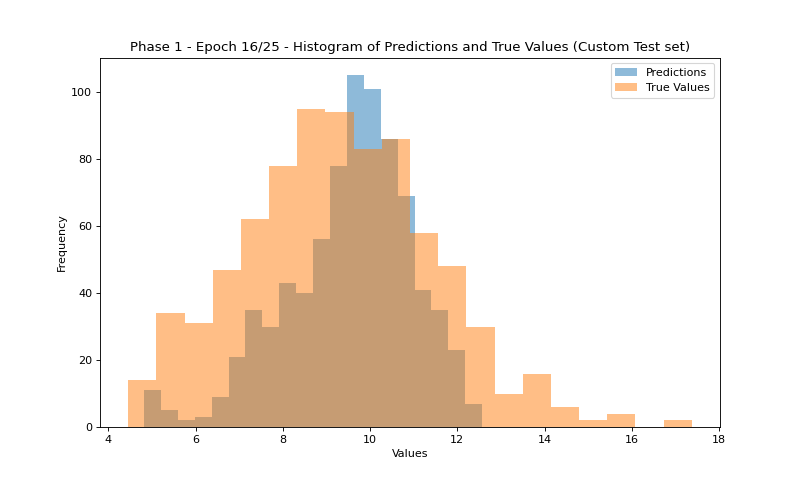 Phase 1 - Epoch 16/25 - Histogram of Predictions and True Values (Custom Test set)
Predictions
True Values
100
80
60
40
20
0
Frequency
4 6 8 10 12 14 16 18
Values